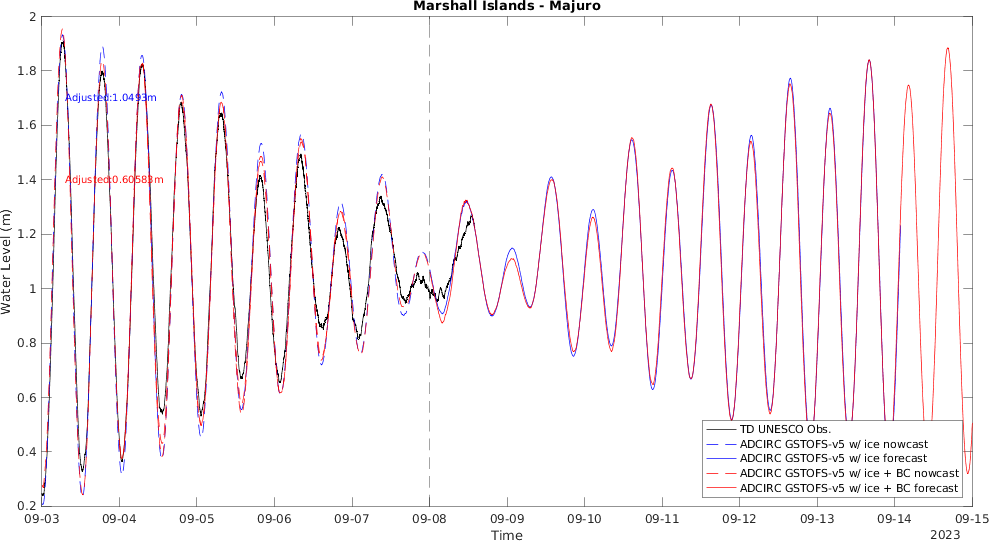 Marshall Islands - Majuro
2
1.8
Adjusted:1.0493m
1.6
1.4
Adjusted:0.60583m
1.2
Water Level (m)
1
0.8
0.6
0.4
0.2
TD UNESCO Obs.
ADCIRC GSTOFS-v5 w/ ice nowcast
ADCIRC GSTOFS-v5 w/ ice forecast
ADCIRC GSTOFS-v5 w/ ice + BC nowcast
ADCIRC GSTOFS-v5 w/ ice + BC forecast
09-03 09-04 09-05 09-06 09-07 09-08 09-09 09-10 09-11 09-12 09-13 09-14 09-15
Time
2023